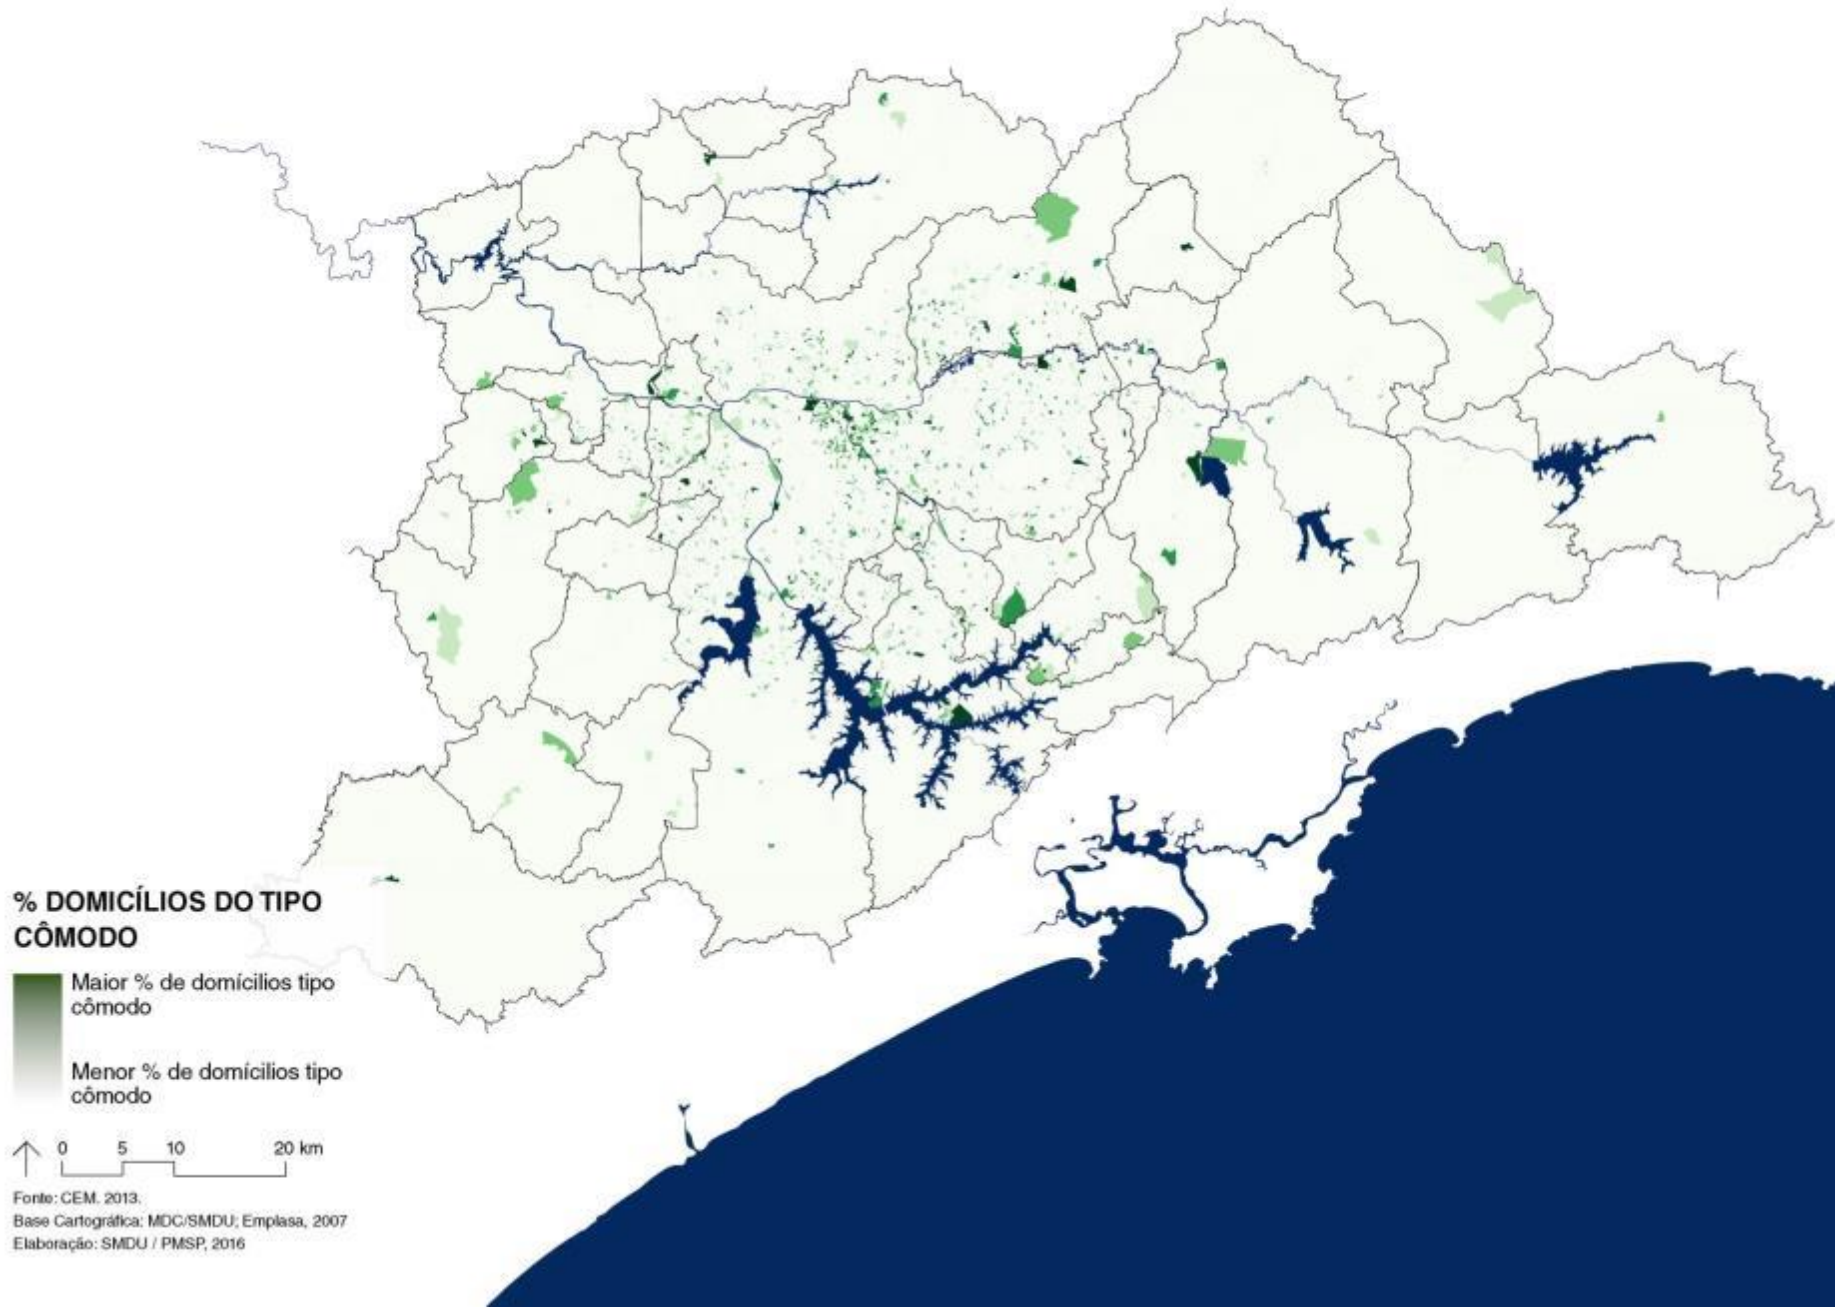 % DOMICÍLIOS DO TIPO
CÔMODO
Maior % de domícilios tipo
cômodo
Menor % de domícilios tipo
cômodo
0 5 10 20 km
Fonte: CEM. 2013.
Base Cartográfica: MDC/SMDU; Emplasa, 2007
Elaboração: SMDU / PMSP, 2016